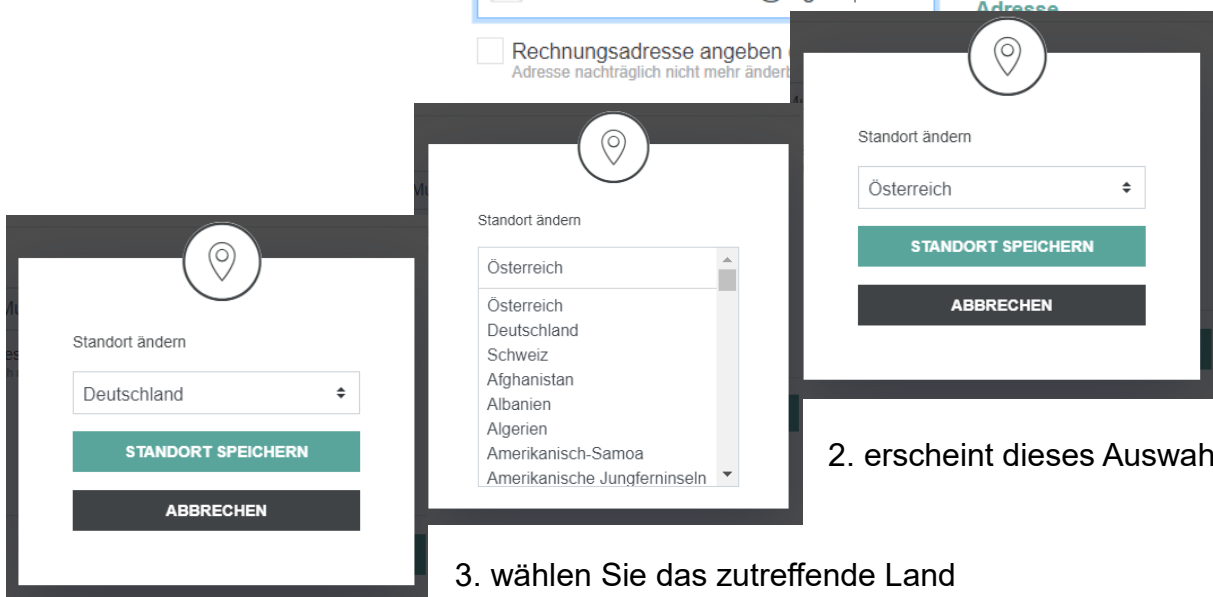 Adresse
Rechnungsadresse angeben
Adresse nachträglich nicht mehr
Standort ändern
Österreich
STANDORT SPEICHERN
ABBRECHEN
2. erscheint dieses
Standort ändern
Österreich
Österreich
Deutschland
Schweiz
Afghanistan
Albanien
Algerien
Amerikanisch-Samoa
Amerikanische Jungferninseln
3. wählen Sie das zutreffende Land
Standort ändern
Deutschland
STANDORT SPEICHERN
ABBRECHEN